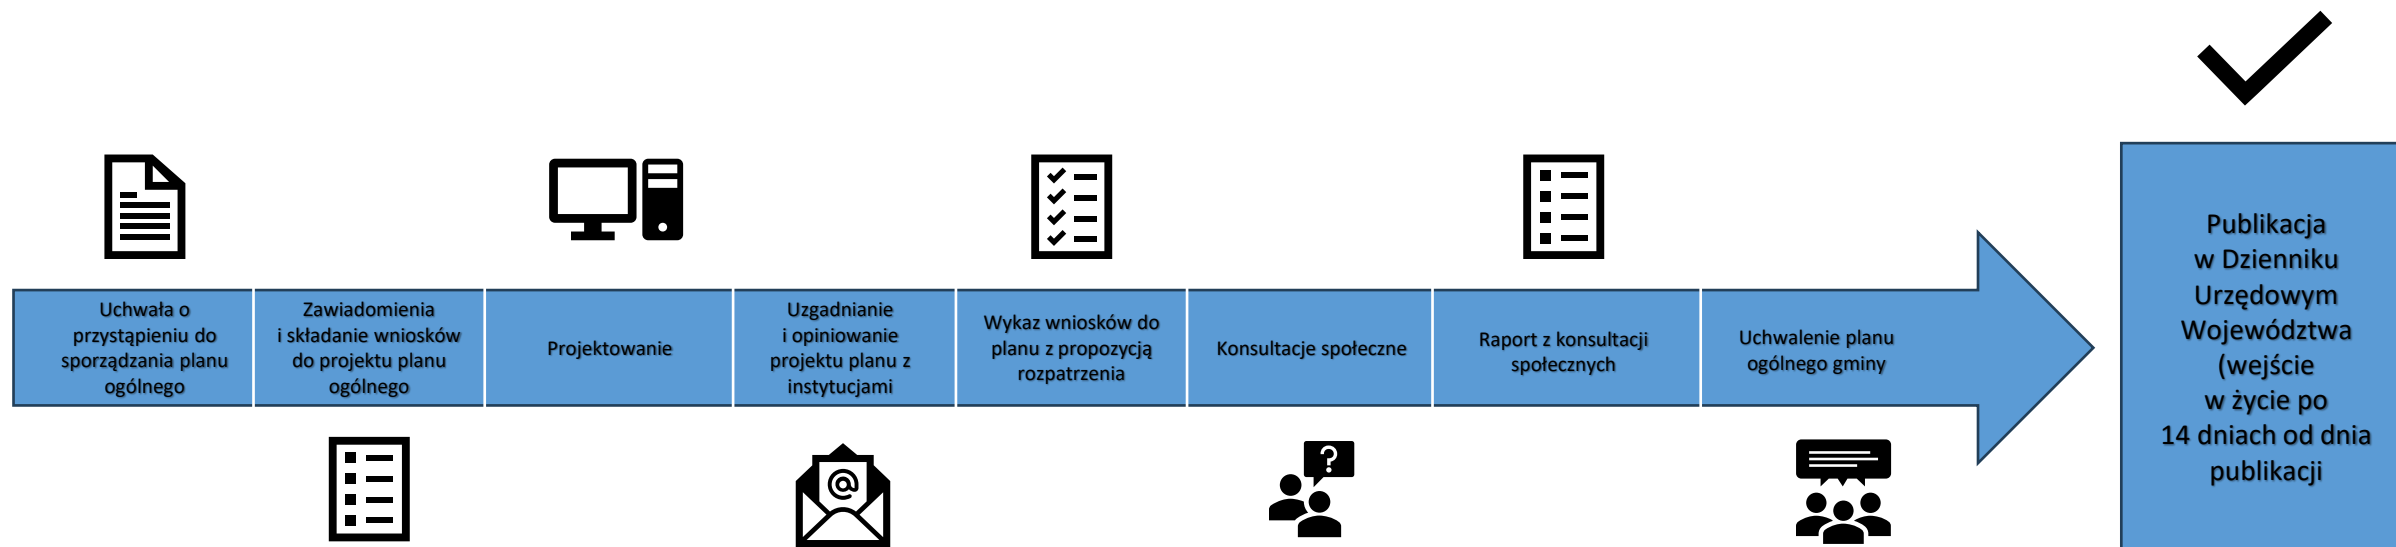 Uchwała o
przystąpieniu do
sporządzania planu
ogólnego
Zawiadomienia
i składanie wniosków
do projektu planu
ogólnego
Projektowanie
Uzgadnianie
i opiniowanie
projektu planu z
instytucjami
@
Wykaz wniosków do
planu z propozycją
rozpatrzenia
Konsultacje społeczne
?
Raport z konsultacji
społecznych
Uchwalenie planu
ogólnego gminy
Publikacja
w Dzienniku
Urzędowym
Województwa
(wejście
w życie po
14 dniach od dnia
publikacji